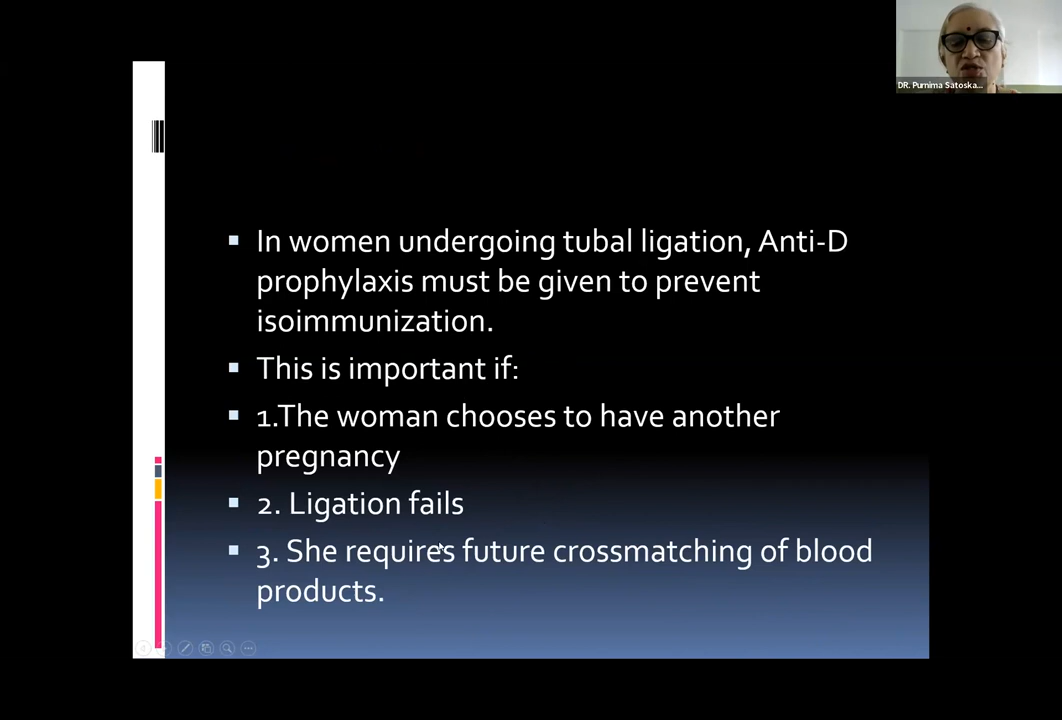 DR. Purnima Satoska...
In women undergoing tubal ligation, Anti-D
prophylaxis must be given to prevent
isoimmunization.
This is important if:
1.The woman chooses to have another
pregnancy
2. Ligation fails
3. She requires future crossmatching of blood
products.